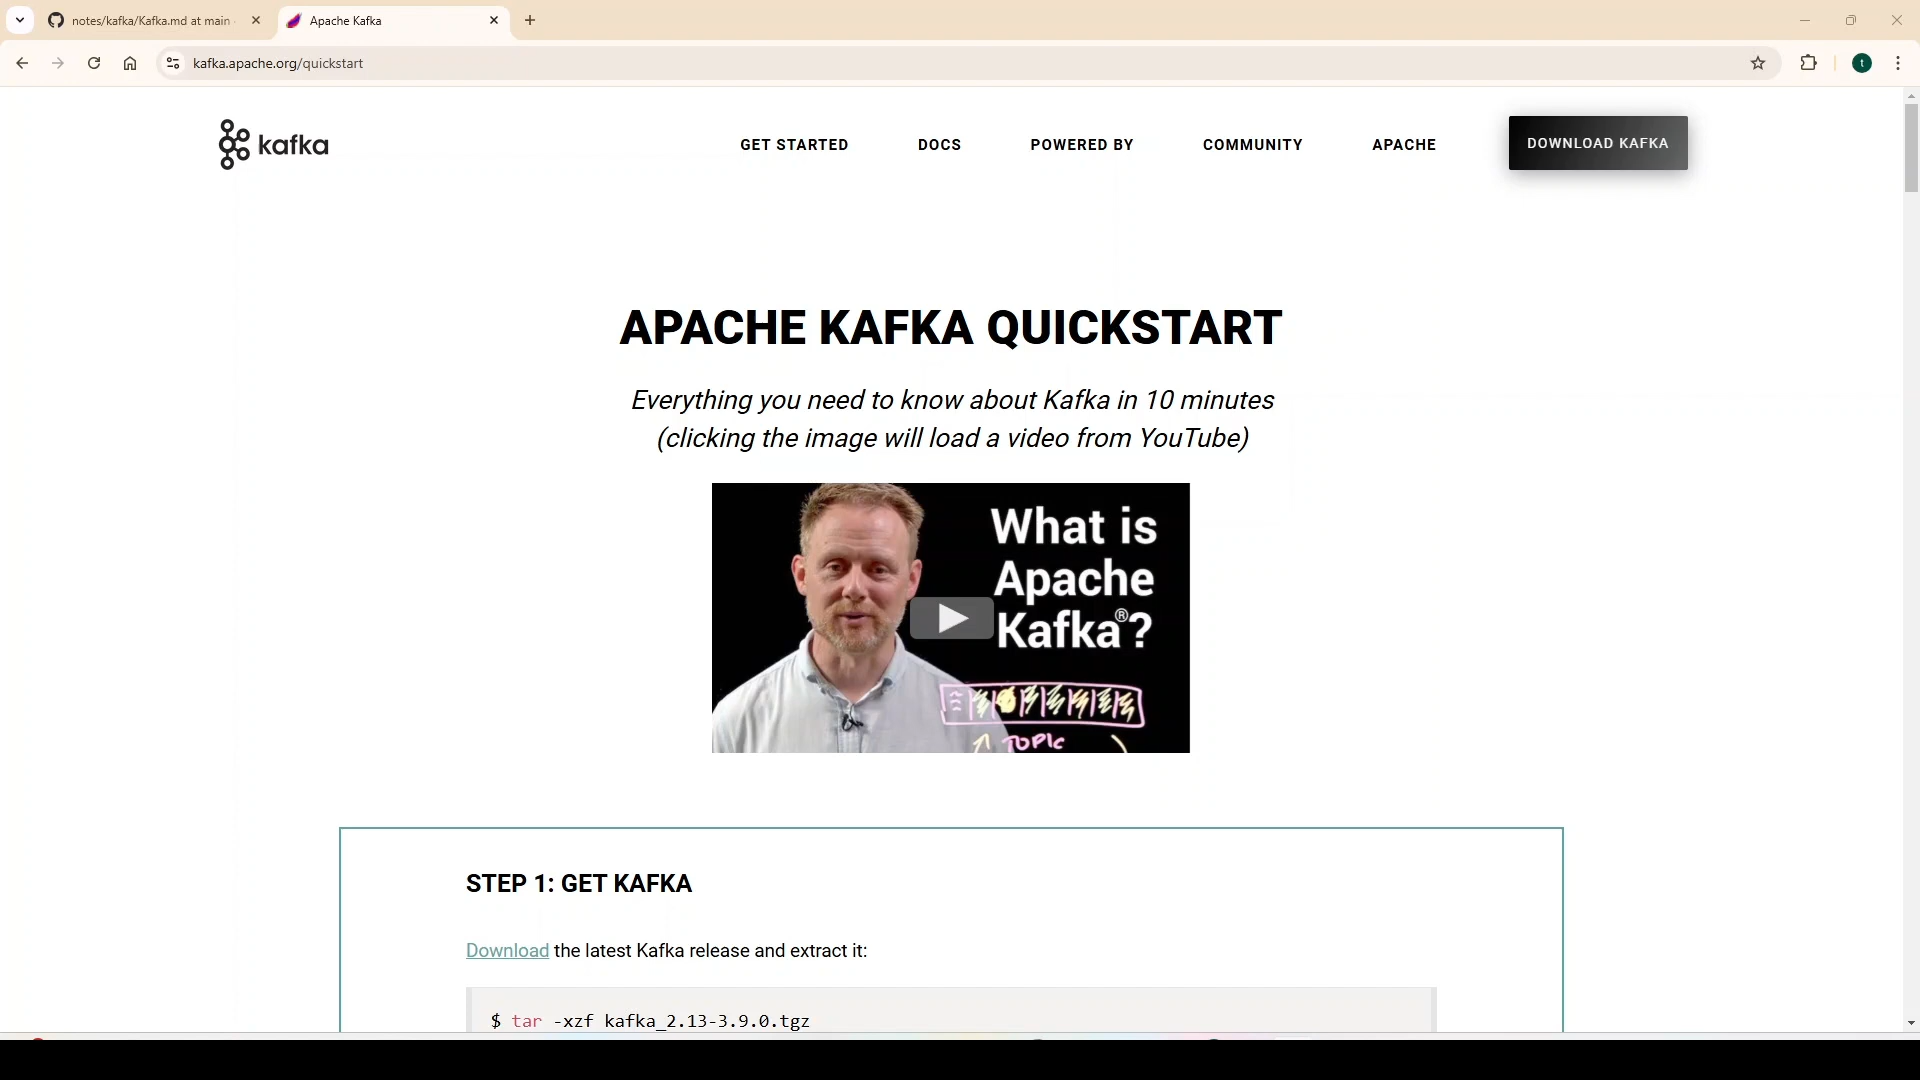 notes/kafka/Kafka.md at main
Apache Kafka
kafka.apache.org/quickstart
t
kafka
GET STARTED
DOCS
POWERED BY
COMMUNITY
APACHE
DOWNLOAD KAFKA
APACHE KAFKA QUICKSTART
Everything you need to know about Kafka in 10 minutes
(clicking the image will load a video from YouTube)
What is
Apache
Kafka®?
TOPIC
STEP 1: GET KAFKA
Download the latest Kafka release and extract it:
$ tar -xzf kafka_2.13-3.9.0.tgz